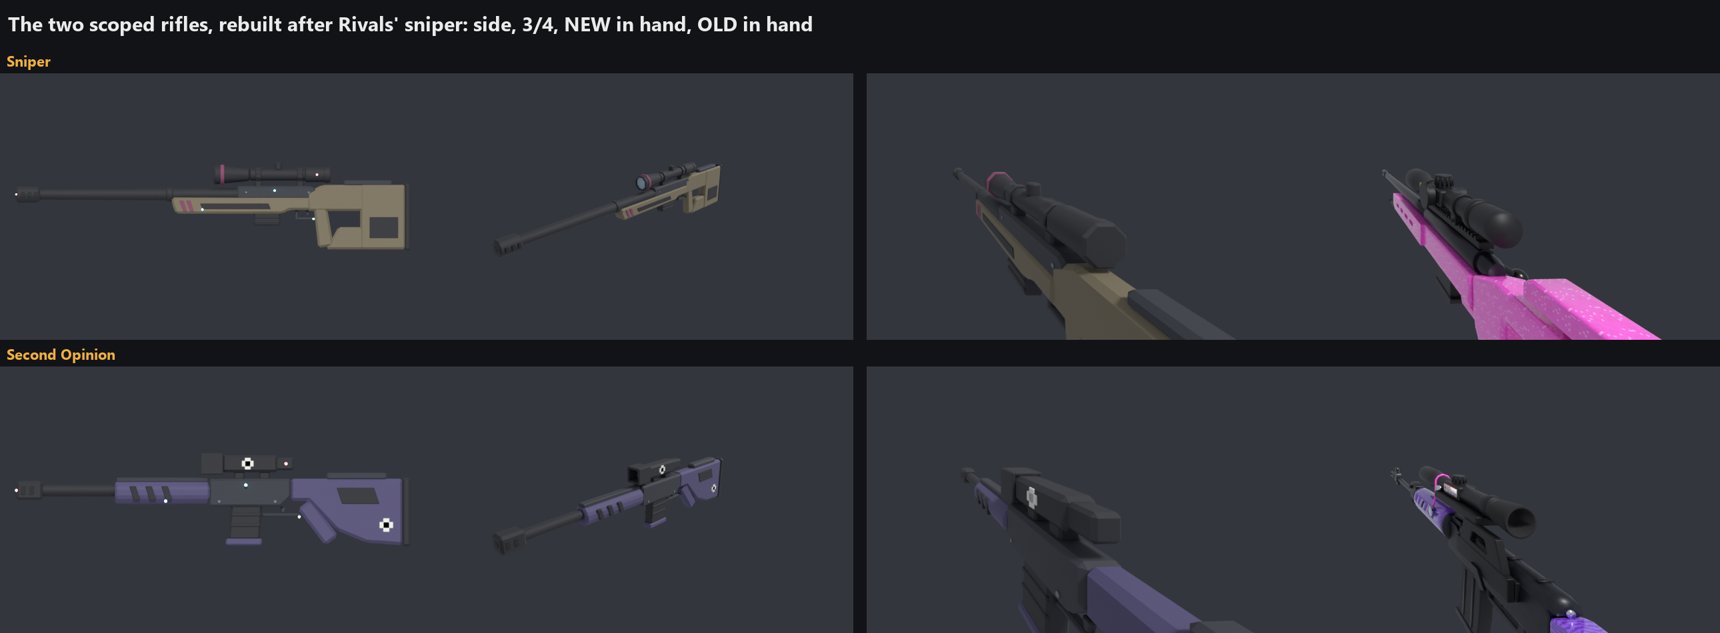 The two scoped rifles, rebuilt after Rivals' sniper: side, 3/4, NEW in hand, OLD in hand
Sniper
Second Opinion